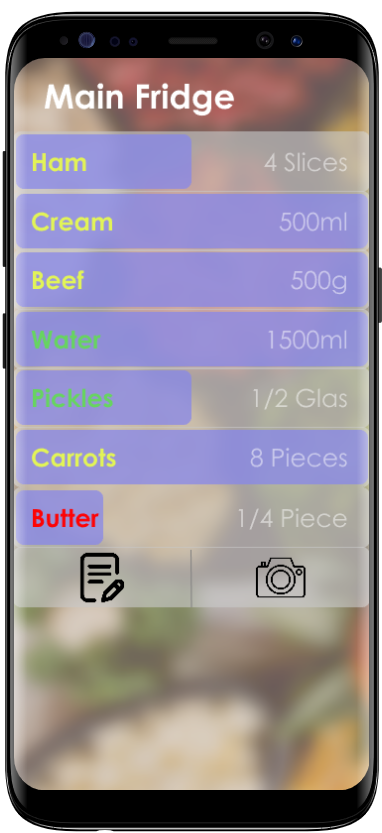 Main Fridge
Ham 4 Slices
Cream 500ml
Beef 500g
Water 1500ml
Pickles 1/2 Glas
Carrots 8 Pieces
Butter 1/4 Piece